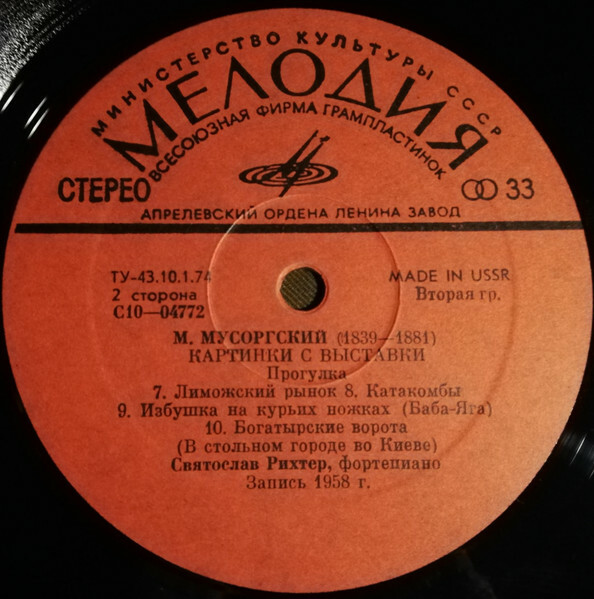 МИНИСТЕРСТВО КУЛЬТУРЫ СССР
МЕЛОДИЯ
ВСЕСОЮЗНАЯ ФИРМА ГРАМПЛАСТИНОК
СТЕРЕО
33
АПРЕЛЕВСКИЙ ОРДЕНА ЛЕНИНА ЗАВОД
ТУ-43.10.1.74
MADE IN USSR
2 сторона
Вторая гр.
С10—04772
М. МУСОРГСКИЙ (1839—1881)
КАРТИНКИ С ВЫСТАВКИ
Прогулка
7. Лиможский рынок 8. Катакомбы
9. Избушка на курьих ножках (Баба-Яга)
10. Богатырские ворота
(В стольном городе во Киеве)
Святослав Рихтер, фортепиано
Запись 1958 г.